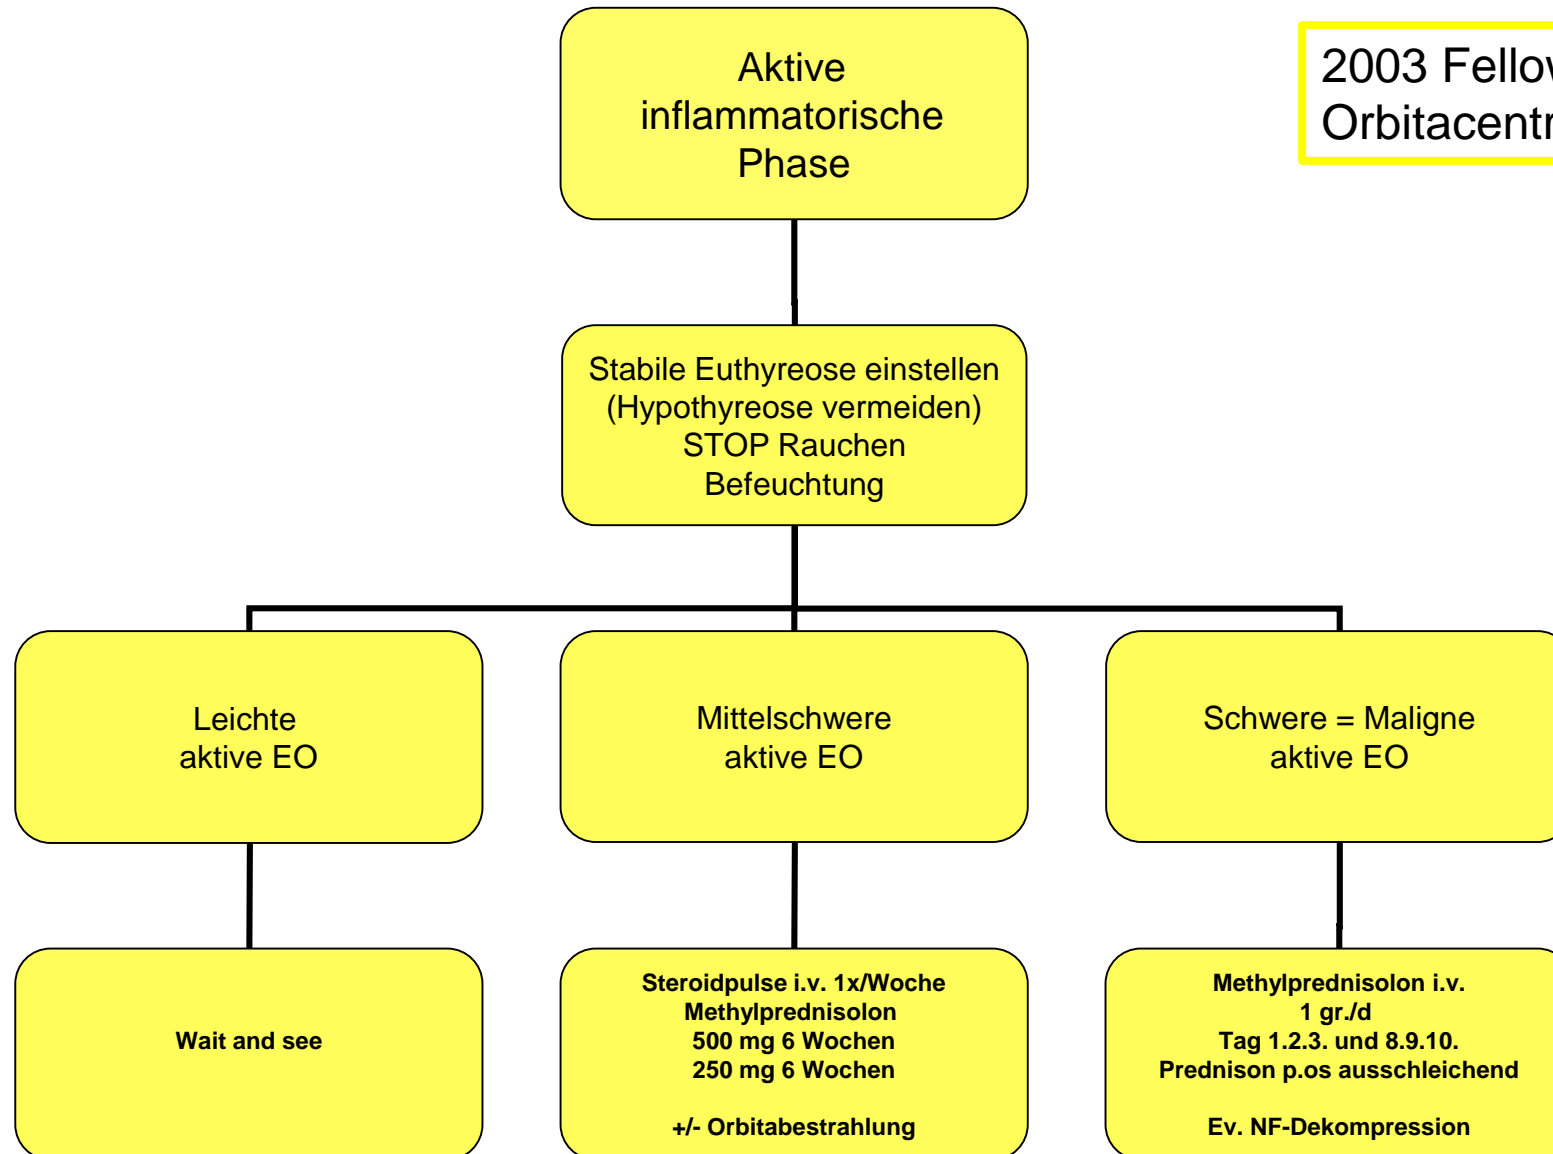 Aktive
inflammatorische
Phase
2003 Fello
Orbitacentr
Stabile Euthyreose einstellen
(Hypothyreose vermeiden)
STOP Rauchen
Befeuchtung
Leichte
aktive EO
Mittelschwere
aktive EO
Schwere = Maligne
aktive EO
Wait and see
Steroidpulse i.v. 1x/Woche
Methylprednisolon
500 mg 6 Wochen
250 mg 6 Wochen
+/- Orbitabestrahlung
Methylprednisolon i.v.
1 gr./d
Tag 1.2.3. und 8.9.10.
Prednison p.os ausschleichend
Ev. NF-Dekompression